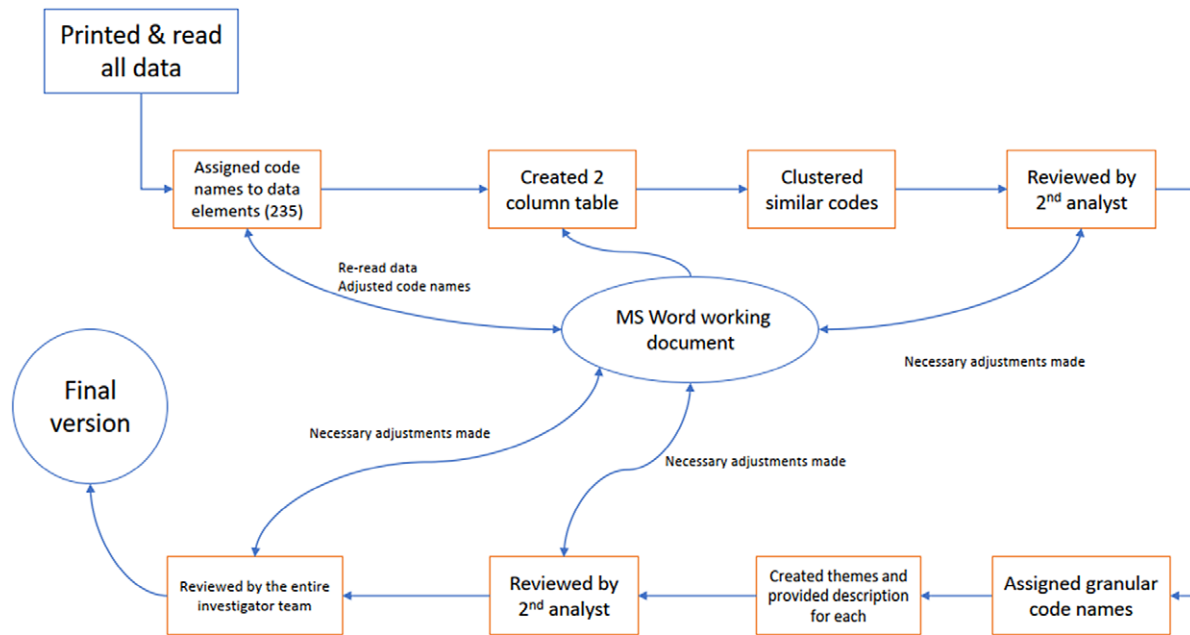 Printed & read
all data
Assigned code
names to data
elements (235)
Created 2
column table
Clustered
similar codes
Reviewed by
2nd analyst
Re-read data
Adjusted code names
MS Word working
document
Necessary adjustments made
Final
version
Necessary adjustments made
Necessary adjustments made
Reviewed by the entire
investigator team
Reviewed by
2nd analyst
Created themes and
provided description
for each
Assigned granular
code names